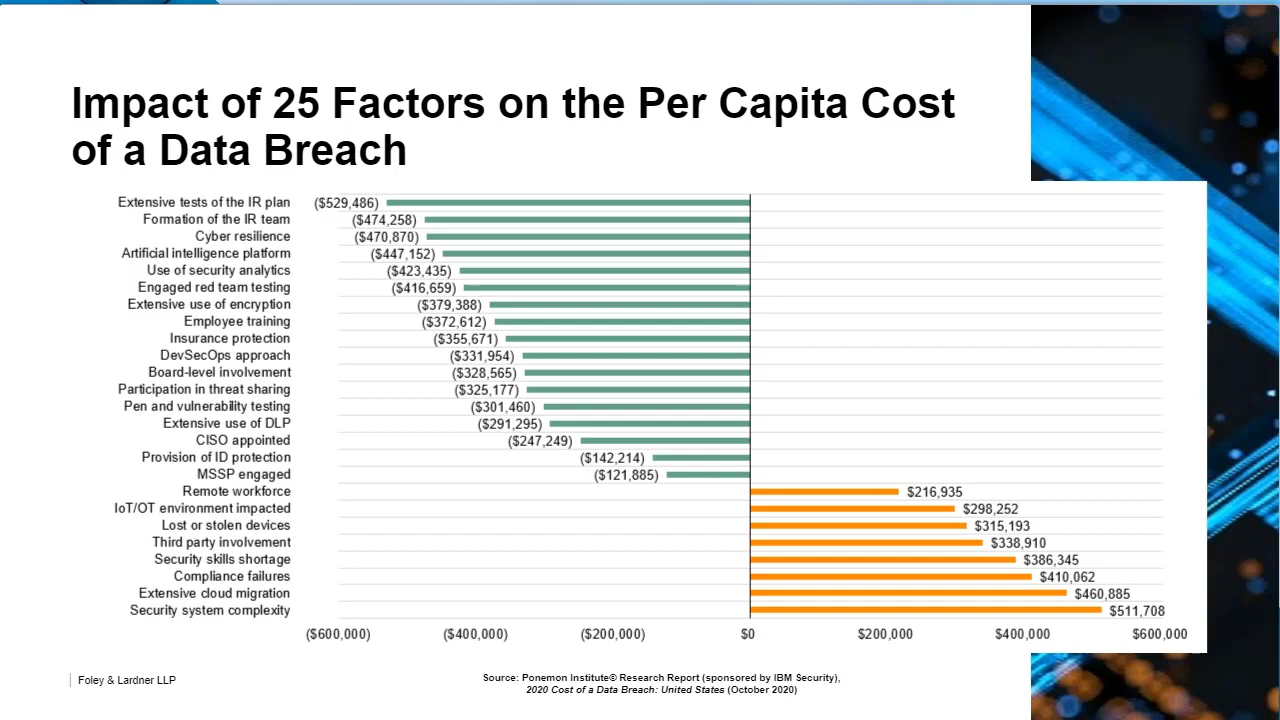 Impact of 25 Factors on the Per Capita Cost
of a Data Breach
Extensive tests of the IR plan ($529,486)
Formation of the IR team ($474,258)
Cyber resilience ($470,870)
Artificial intelligence platform ($447,152)
Use of security analytics ($423,435)
Engaged red team testing ($416,659)
Extensive use of encryption ($379,388)
Employee training ($372,612)
Insurance protection ($355,671)
DevSecOps approach ($331,954)
Board-level involvement ($328,565)
Participation in threat sharing ($325,177)
Pen and vulnerability testing ($301,460)
Extensive use of DLP ($291,295)
CISO appointed ($247,249)
Provision of ID protection ($142,214)
MSSP engaged ($121,885)
Remote workforce $216,935
IoT/OT environment impacted $298,252
Lost or stolen devices $315,193
Third party involvement $338,910
Security skills shortage $386,345
Compliance failures $410,062
Extensive cloud migration $460,885
Security system complexity $511,708
($600,000) ($400,000) ($200,000) $0 $200,000 $400,000 $600,000
Foley & Lardner LLP
Source: Ponemon Institute© Research Report (sponsored by IBM Security),
2020 Cost of a Data Breach: United States (October 2020)